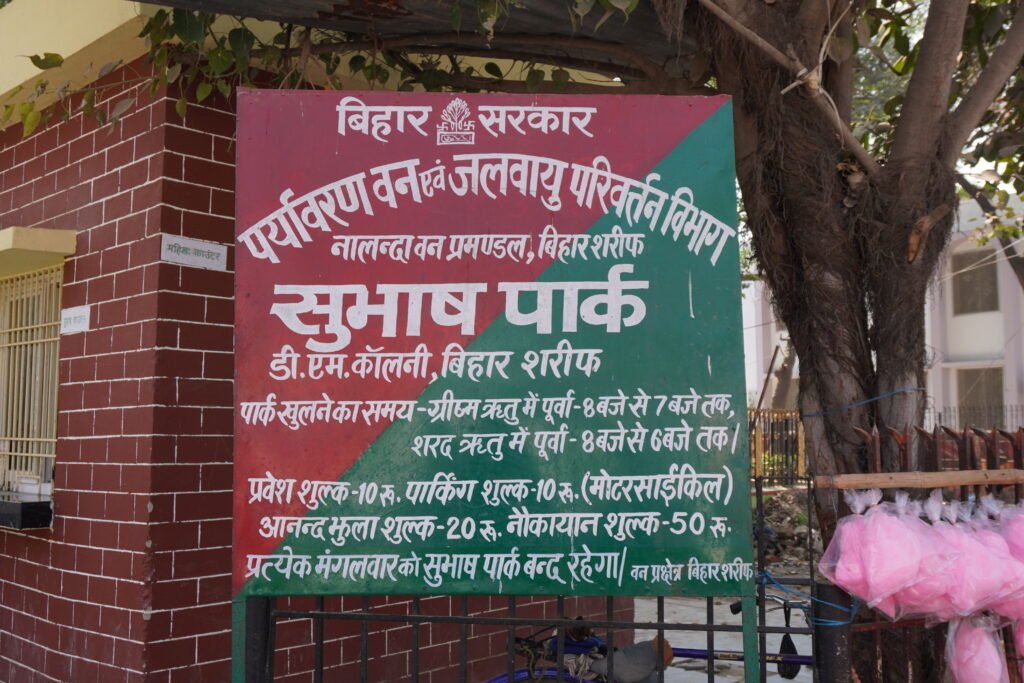 बिहार सरकार
पर्यावरण वन एवं जलवायु परिवर्त्तन विभाग
नालन्दा वन प्रमण्डल, बिहार शरीफ
सुभाष पार्क
डी.एम. कॉलनी, बिहार शरीफ
पार्क खुलने का समय - ग्रीष्म ऋतु में पूर्वा - 8 बजे से 7 बजे तक,
शरद ऋतु में पूर्वा - 8 बजे से 6 बजे तक।
प्रवेश शुल्क - 10 रू. पार्किंग शुल्क - 10 रू. (मोटरसाईकिल)
आनन्द झुला शुल्क - 20 रू. नौकायान शुल्क - 50 रू.
प्रत्येक मंगलवार को सुभाष पार्क बन्द रहेगा। वन प्रक्षेत्र बिहार शरीफ
महिला काउंटर